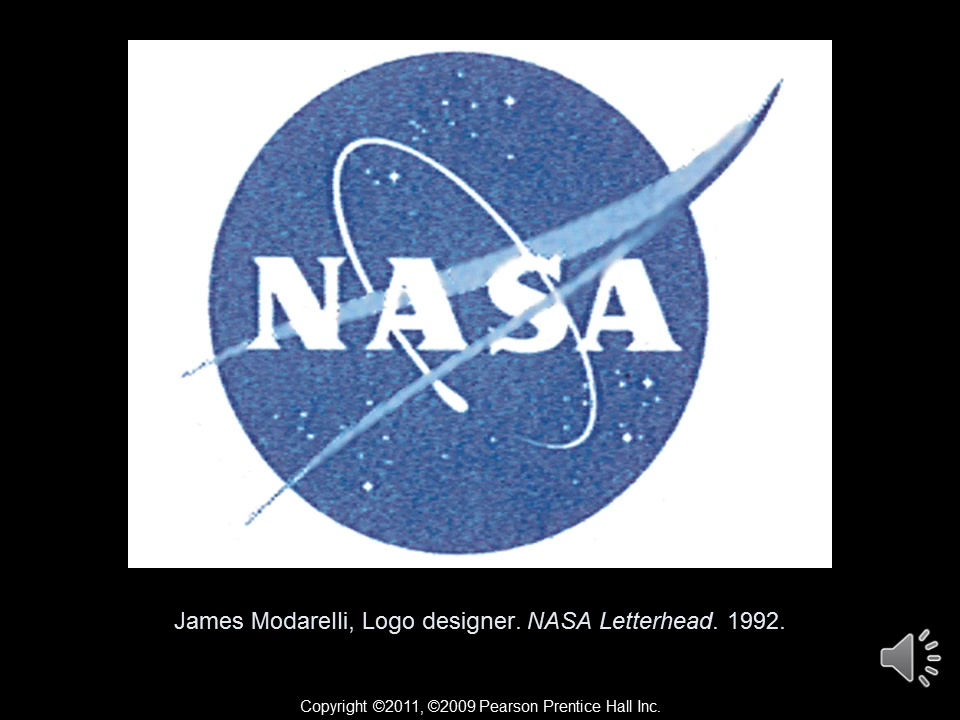 NASA
James Modarelli, Logo designer. NASA Letterhead. 1992.
Copyright ©2011, ©2009 Pearson Prentice Hall Inc.